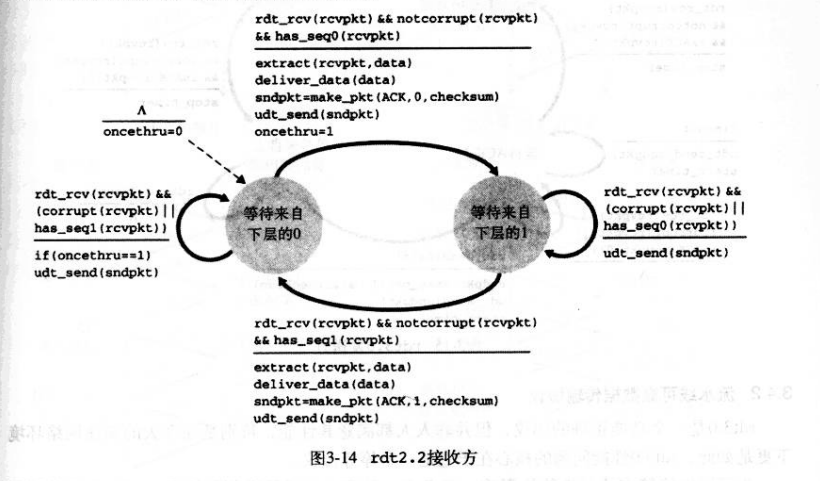 rdt_rcv(rcvpkt) && notcorrupt(rcvpkt)
&& has_seq0(rcvpkt)
extract(rcvpkt,data)
deliver_data(data)
sndpkt=make_pkt(ACK,0,checksum)
udt_send(sndpkt)
oncethru=1
Λ
oncethru=0
rdt_rcv(rcvpkt) &&
(corrupt(rcvpkt)||
has_seq1(rcvpkt))
if(oncethru==1)
udt_send(sndpkt)
等待来自
下层的0
等待来自
下层的1
rdt_rcv(rcvpkt) &&
(corrupt(rcvpkt)||
has_seq0(rcvpkt))
udt_send(sndpkt)
rdt_rcv(rcvpkt) && notcorrupt(rcvpkt)
&& has_seq1(rcvpkt)
extract(rcvpkt,data)
deliver_data(data)
sndpkt=make_pkt(ACK,1,checksum)
udt_send(sndpkt)
图3-14 rdt2.2接收方